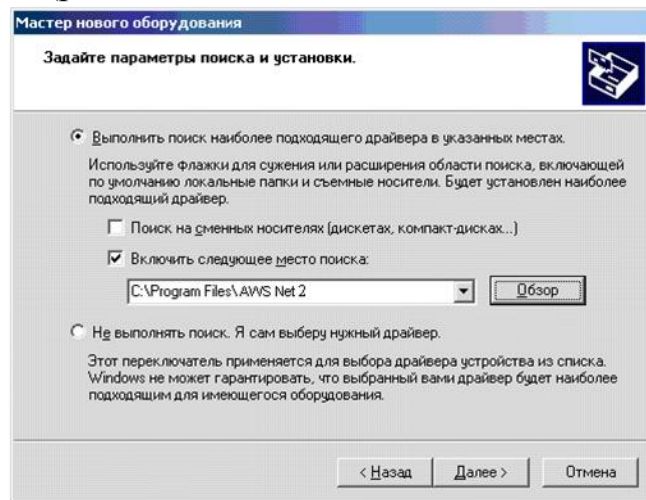 Мастер нового оборудования
Задайте параметры поиска и установки.
Выполнить поиск наиболее подходящего драйвера в указанных местах.
Используйте флажки для сужения или расширения области поиска, включающей
по умолчанию локальные папки и съемные носители. Будет установлен наиболее
подходящий драйвер.
Поиск на сменных носителях (дискетах, компакт-дисках...)
Включить следующее место поиска:
C:\Program Files\AWS Net 2
Обзор
Не выполнять поиск. Я сам выберу нужный драйвер.
Этот переключатель применяется для выбора драйвера устройства из списка.
Windows не может гарантировать, что выбранный вами драйвер будет наиболее
подходящим для имеющегося оборудования.
< Назад
Далее >
Отмена